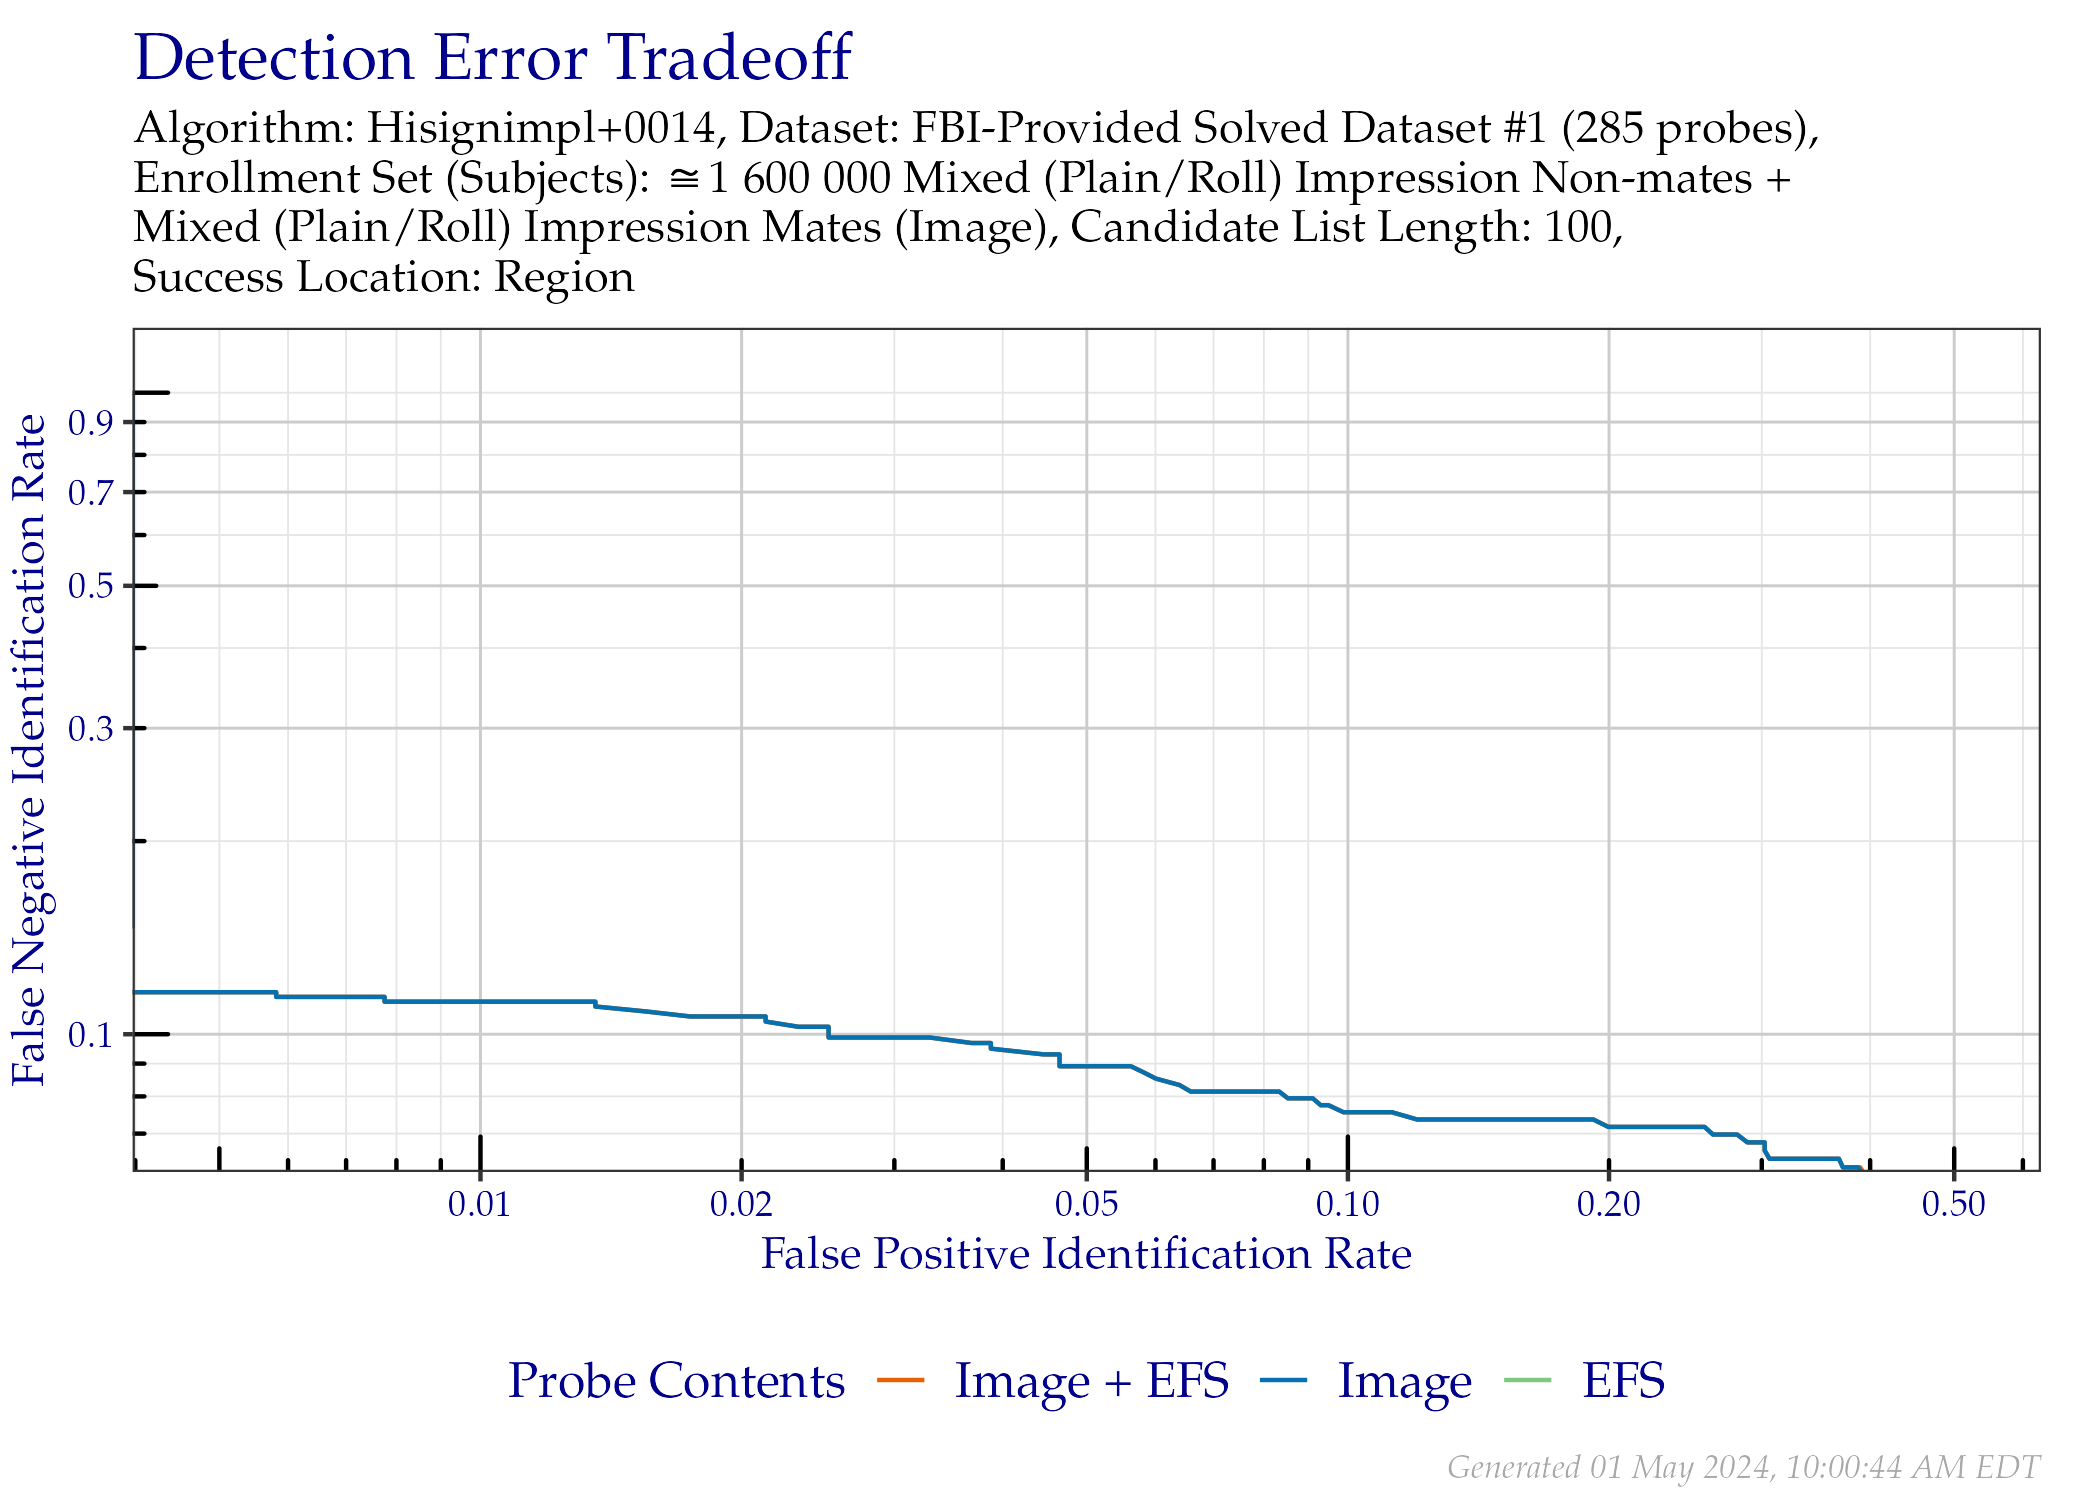 Detection Error Tradeoff
Algorithm: Hisignimpl+0014, Dataset: FBI-Provided Solved Dataset #1 (285 probes),
Enrollment Set (Subjects): ≅ 1 600 000 Mixed (Plain/Roll) Impression Non-mates +
Mixed (Plain/Roll) Impression Mates (Image), Candidate List Length: 100,
Success Location: Region
False Negative Identification Rate
0.9
0.7
0.5
0.3
0.1
0.01 0.02 0.05 0.10 0.20 0.50
False Positive Identification Rate
Probe Contents Image + EFS Image EFS
Generated 01 May 2024, 10:00:44 AM EDT